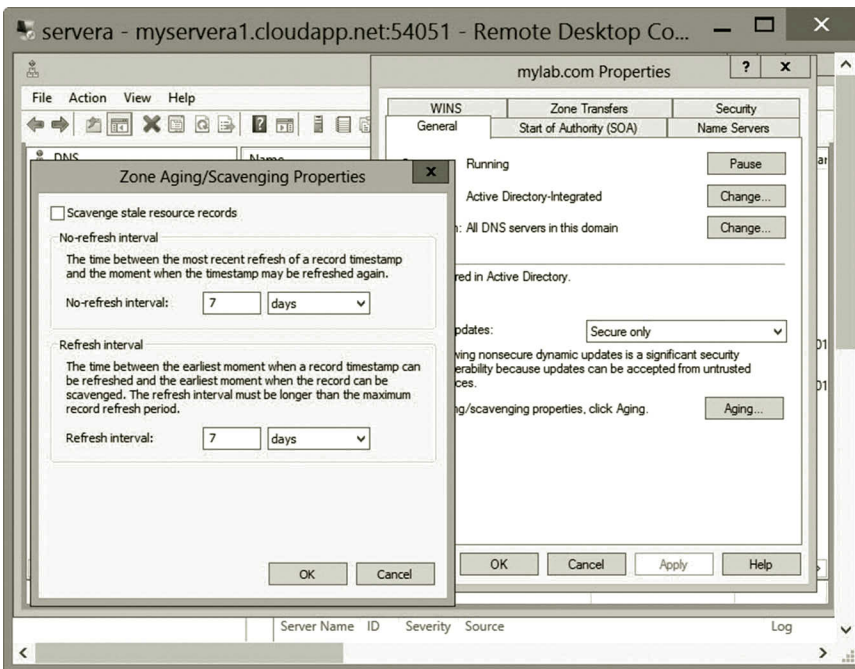 servera - myservera1.cloudapp.net:54051 - Remote Desktop Co...
File Action View Help
DNS
Name
mylab.com Properties
WINS Zone Transfers Security
General Start of Authority (SOA) Name Servers
Running Pause
Active Directory-Integrated Change...
All DNS servers in this domain Change...
red in Active Directory.
pdates: Secure only
wing nonsecure dynamic updates is a significant security
erability because updates can be accepted from untrusted
ces.
g/scavenging properties, click Aging. Aging...
OK Cancel Apply Help
Zone Aging/Scavenging Properties
Scavenge stale resource records
No-refresh interval
The time between the most recent refresh of a record timestamp
and the moment when the timestamp may be refreshed again.
No-refresh interval: 7 days
Refresh interval
The time between the earliest moment when a record timestamp can
be refreshed and the earliest moment when the record can be
scavenged. The refresh interval must be longer than the maximum
record refresh period.
Refresh interval: 7 days
OK Cancel
Server Name ID Severity Source Log